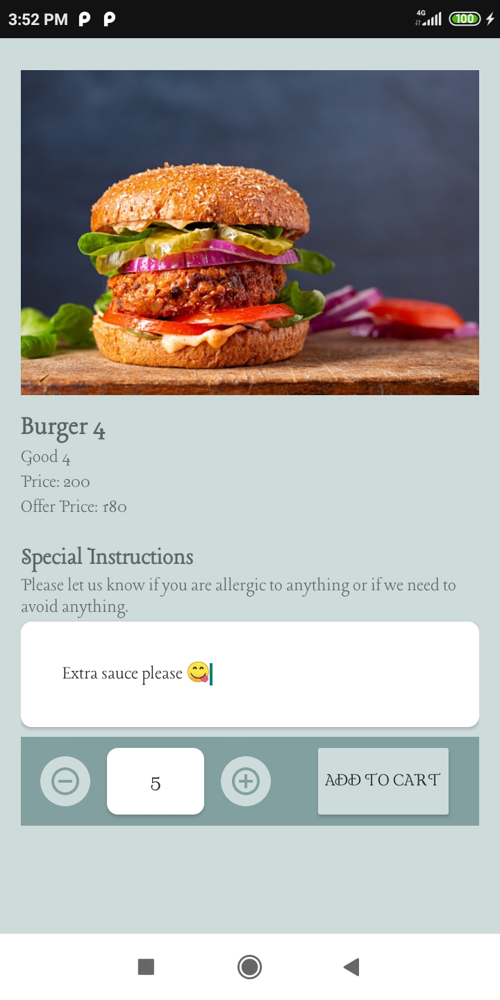 3:52 PM
4G
100
Burger 4
Good 4
Price: 200
Offer Price: 180
Special Instructions
Please let us know if you are allergic to anything or if we need to
avoid anything.
Extra sauce please 😋
5
ADD TO CART